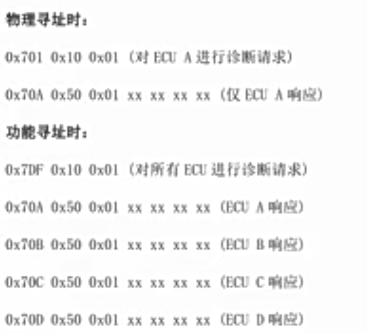 物理寻址时：
0x701 0x10 0x01 (对 ECU A 进行诊断请求)
0x70A 0x50 0x01 xx xx xx xx (仅 ECU A 响应)
功能寻址时：
0x7DF 0x10 0x01 (对所有 ECU 进行诊断请求)
0x70A 0x50 0x01 xx xx xx xx (ECU A 响应)
0x70B 0x50 0x01 xx xx xx xx (ECU B 响应)
0x70C 0x50 0x01 xx xx xx xx (ECU C 响应)
0x70D 0x50 0x01 xx xx xx xx (ECU D 响应)